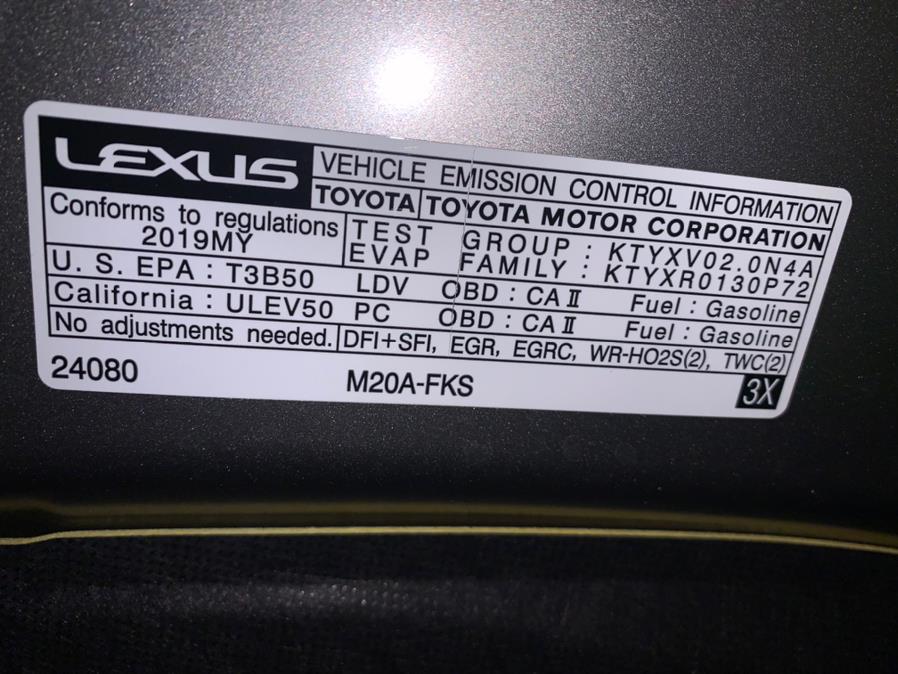 LEXUS
VEHICLE EMISSION CONTROL INFORMATION
TOYOTA TOYOTA MOTOR CORPORATION
Conforms to regulations
2019MY
TEST GROUP : KTYXV02.0N4A
EVAP FAMILY : KTYXR0130P72
U. S. EPA : T3B50 LDV OBD : CA II Fuel : Gasoline
California : ULEV50 PC OBD : CA II Fuel : Gasoline
No adjustments needed. DFI+SFI, EGR, EGRC, WR-HO2S(2), TWC(2)
24080 M20A-FKS 3X